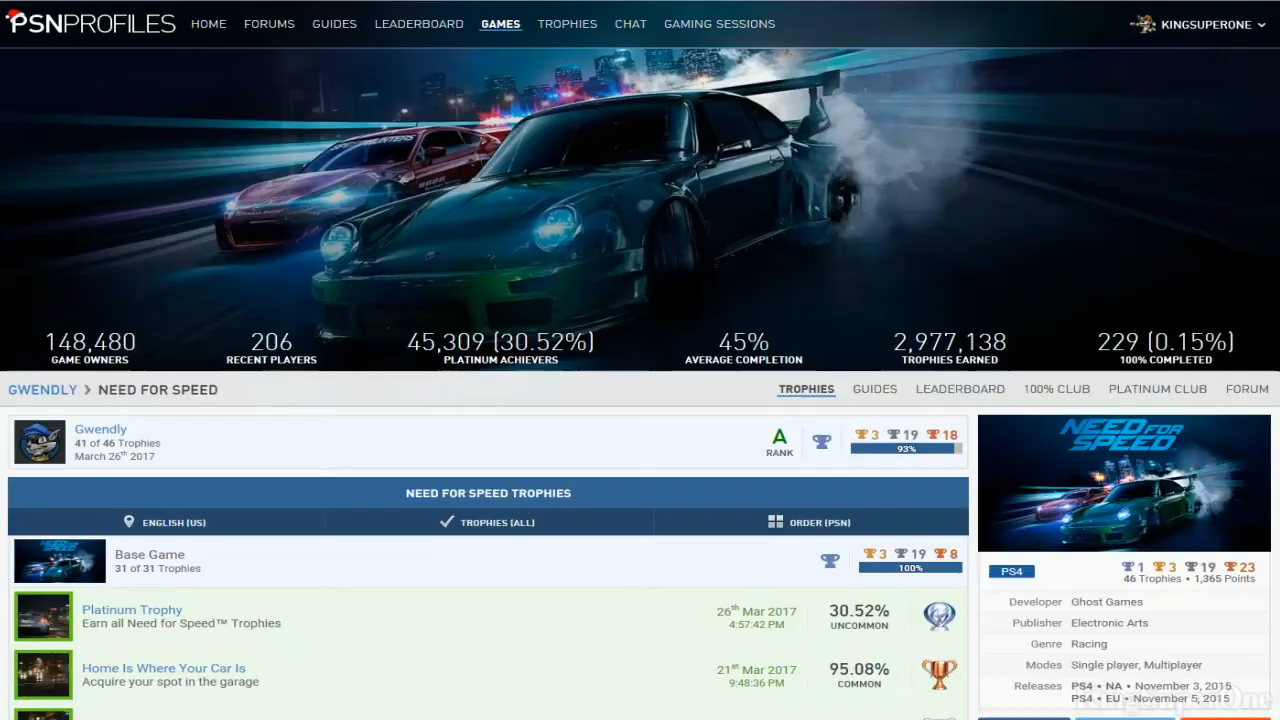 PSNPROFILES HOME FORUMS GUIDES LEADERBOARD GAMES TROPHIES CHAT GAMING SESSIONS KINGSUPERONE
148,480 206 45,309 (30.52%) 45% 2,977,138 229 (0.15%)
GAME OWNERS RECENT PLAYERS PLATINUM ACHIEVERS AVERAGE COMPLETION TROPHIES EARNED 100% COMPLETED
GWENDLY > NEED FOR SPEED TROPHIES GUIDES LEADERBOARD 100% CLUB PLATINUM CLUB FORUM
Gwendly
41 of 46 Trophies
March 26th 2017
A
RANK
3 19 18
93%
NEED FOR SPEED TROPHIES
ENGLISH (US) TROPHIES (ALL) ORDER (PSN)
Base Game
31 of 31 Trophies
3 19 8
100%
Platinum Trophy
Earn all Need for Speed™ Trophies
26th Mar 2017
4:57:42 PM
30.52%
UNCOMMON
Home Is Where Your Car Is
Acquire your spot in the garage
21st Mar 2017
9:48:36 PM
95.08%
COMMON
NEED FOR
SPEED
PS4
1 3 19 23
46 Trophies • 1,365 Points
Developer Ghost Games
Publisher Electronic Arts
Genre Racing
Modes Single player, Multiplayer
Releases PS4 • NA • November 3, 2015
PS4 • EU • November 5, 2015
KingSuperOne